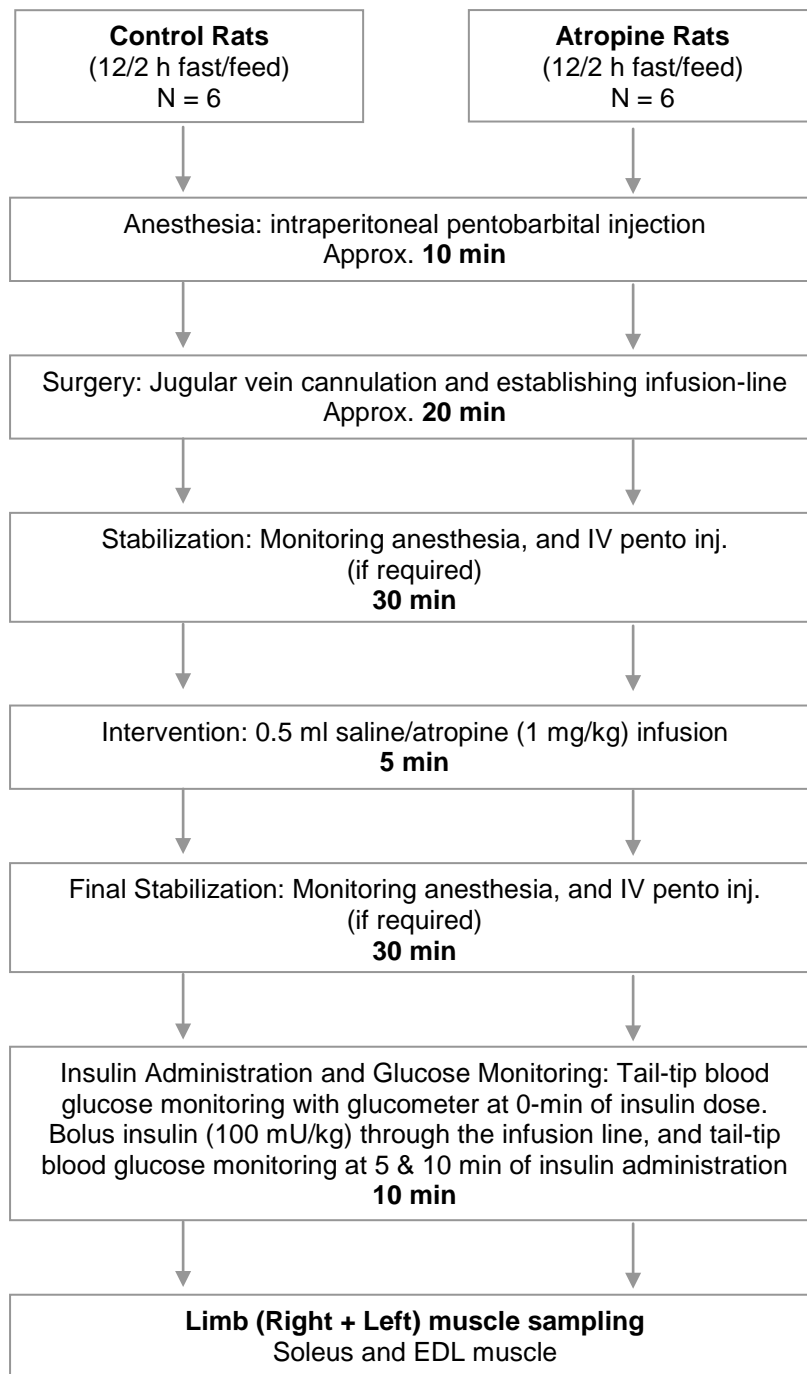 Control Rats
(12/2 h fast/feed)
N = 6
Atropine Rats
(12/2 h fast/feed)
N = 6
Anesthesia: intraperitoneal pentobarbital injection
Approx. 10 min
Surgery: Jugular vein cannulation and establishing infusion-line
Approx. 20 min
Stabilization: Monitoring anesthesia, and IV pento inj.
(if required)
30 min
Intervention: 0.5 ml saline/atropine (1 mg/kg) infusion
5 min
Final Stabilization: Monitoring anesthesia, and IV pento inj.
(if required)
30 min
Insulin Administration and Glucose Monitoring: Tail-tip blood
glucose monitoring with glucometer at 0-min of insulin dose.
Bolus insulin (100 mU/kg) through the infusion line, and tail-tip
blood glucose monitoring at 5 & 10 min of insulin administration
10 min
Limb (Right + Left) muscle sampling
Soleus and EDL muscle